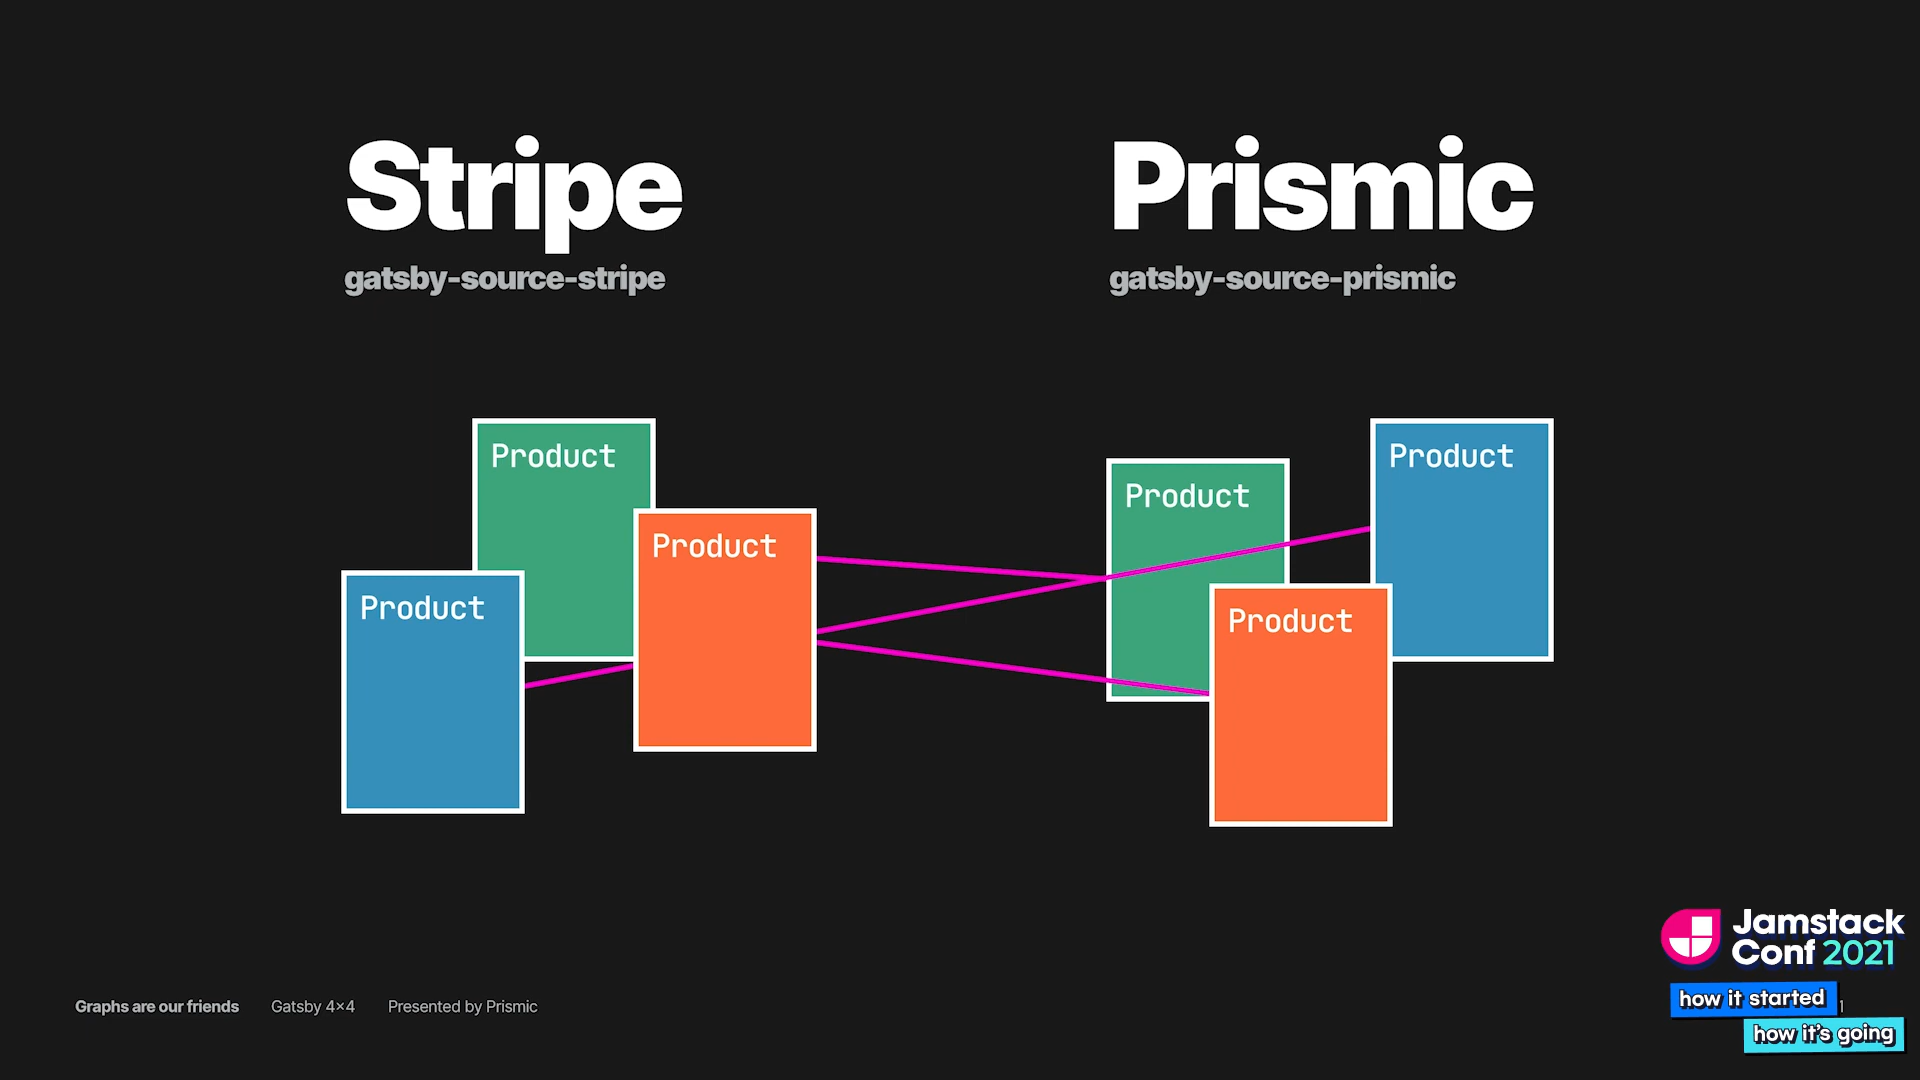 Stripe
gatsby-source-stripe
Product
Product
Product
Prismic
gatsby-source-prismic
Product
Product
Product
Graphs are our friends
Gatsby 4×4
Presented by Prismic
Jamstack
Conf 2021
how it started
how it's going